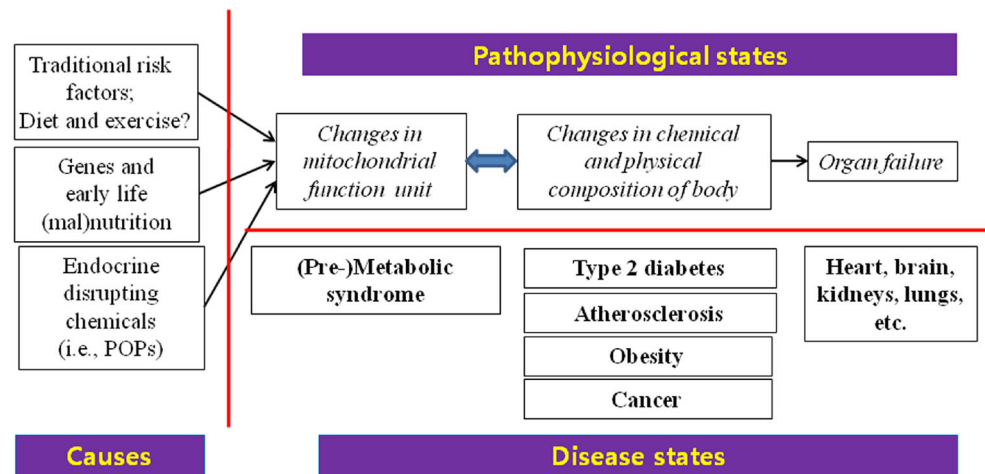 Pathophysiological states
Traditional risk
factors;
Diet and exercise?
Genes and
early life
(mal)nutrition
Endocrine
disrupting
chemicals
(i.e., POPs)
Changes in
mitochondrial
function unit
Changes in chemical
and physical
composition of body
Organ failure
(Pre-)Metabolic
syndrome
Type 2 diabetes
Atherosclerosis
Obesity
Cancer
Heart, brain,
kidneys, lungs,
etc.
Causes
Disease states